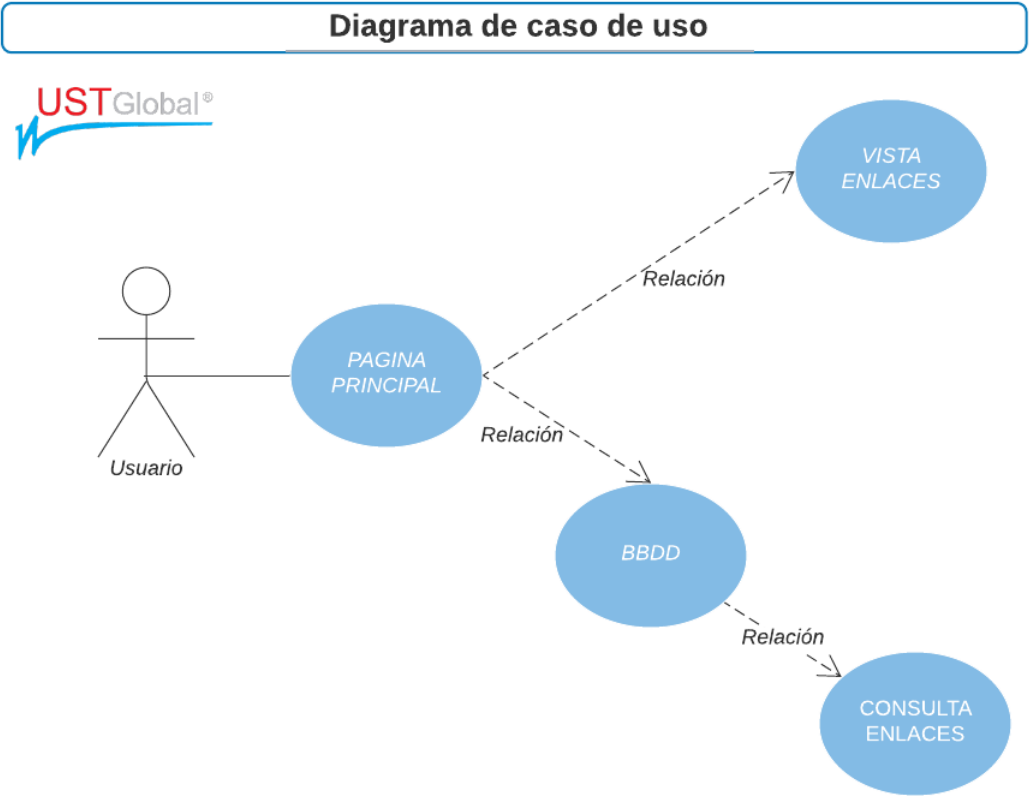 Diagrama de caso de uso
USTGlobal®
VISTA
ENLACES
Relación
PAGINA
PRINCIPAL
Relación
Usuario
BBDD
Relación
CONSULTA
ENLACES